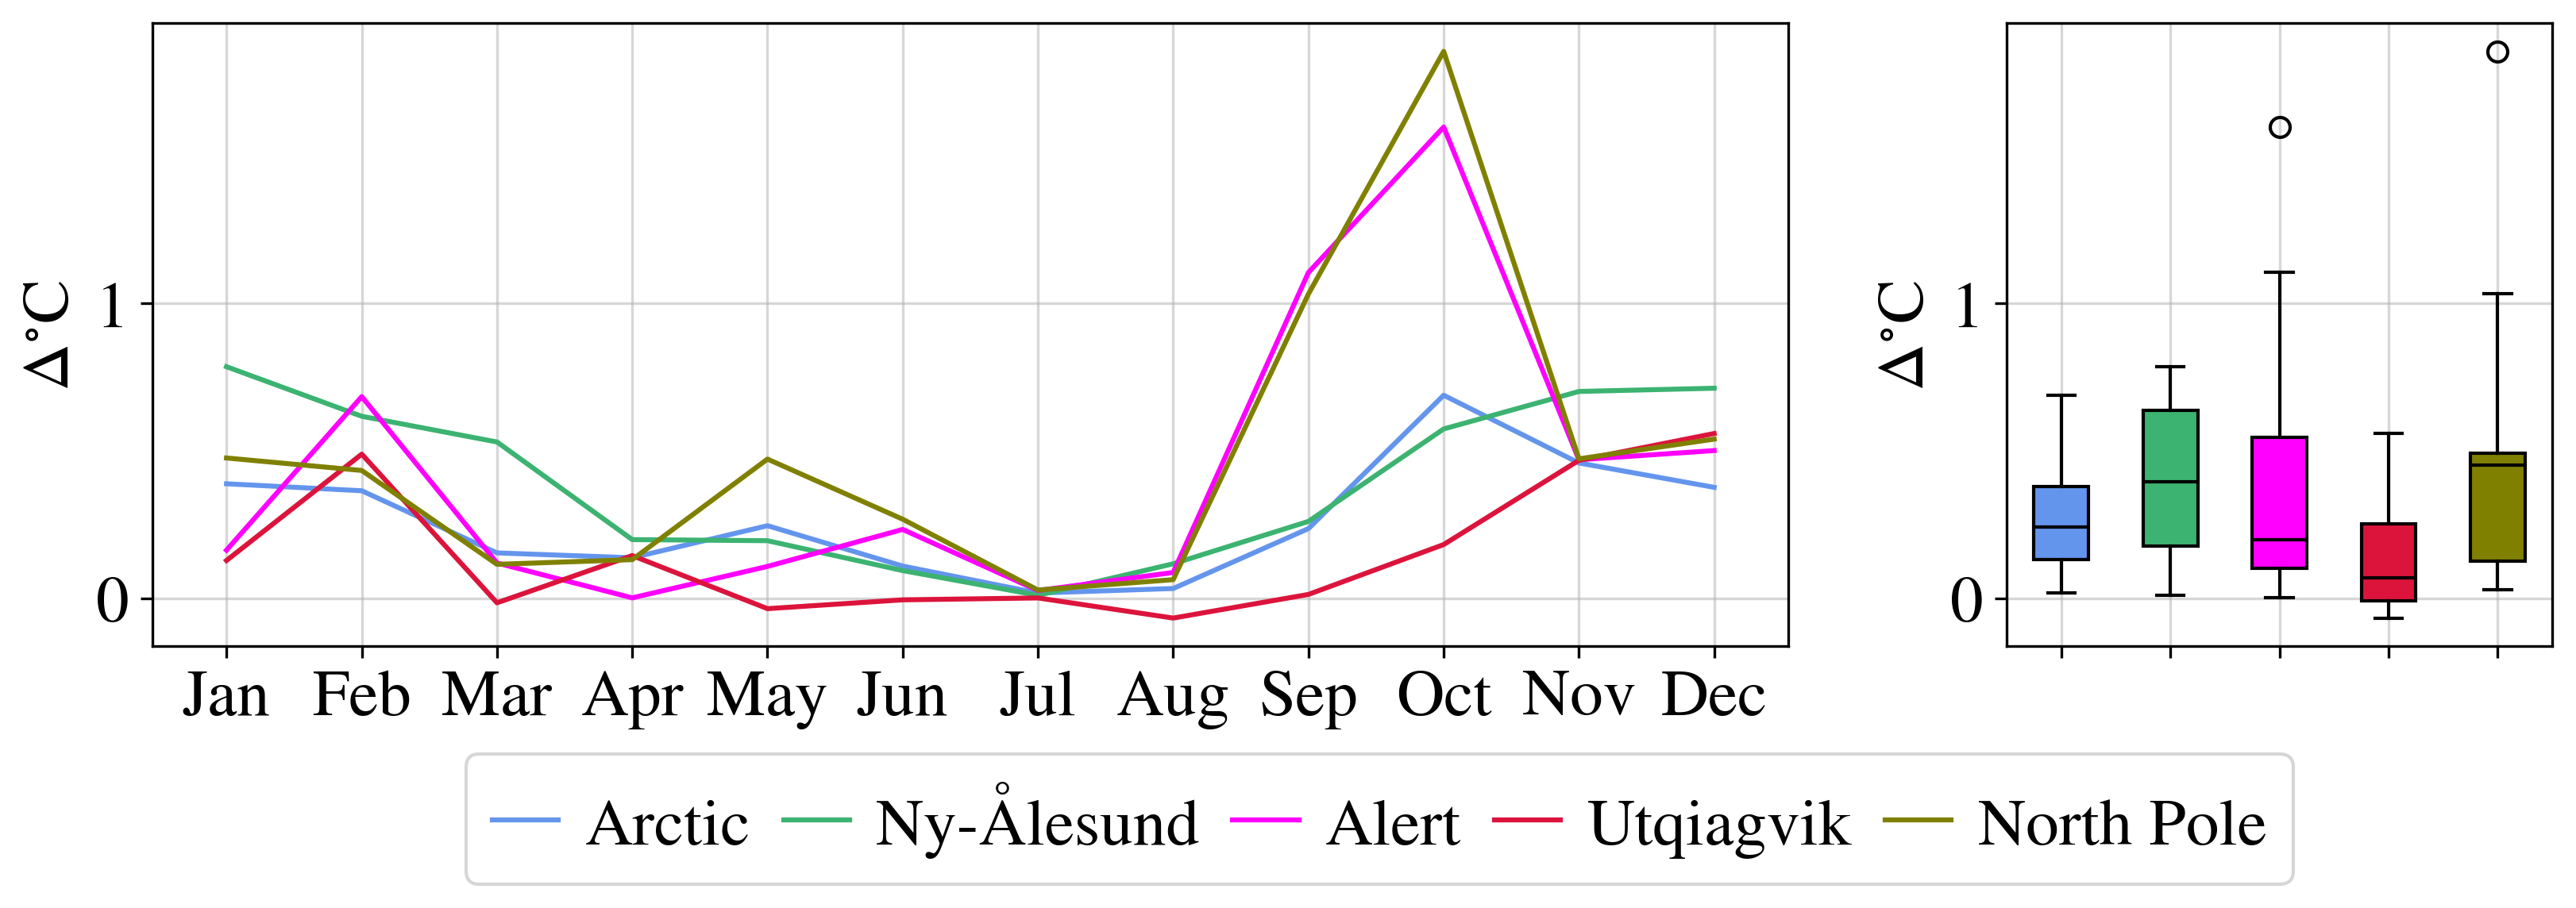 Δ°C
1
0
Jan Feb Mar Apr May Jun Jul Aug Sep Oct Nov Dec
Δ°C
1
0
Arctic Ny-Ålesund Alert Utqiagvik North Pole